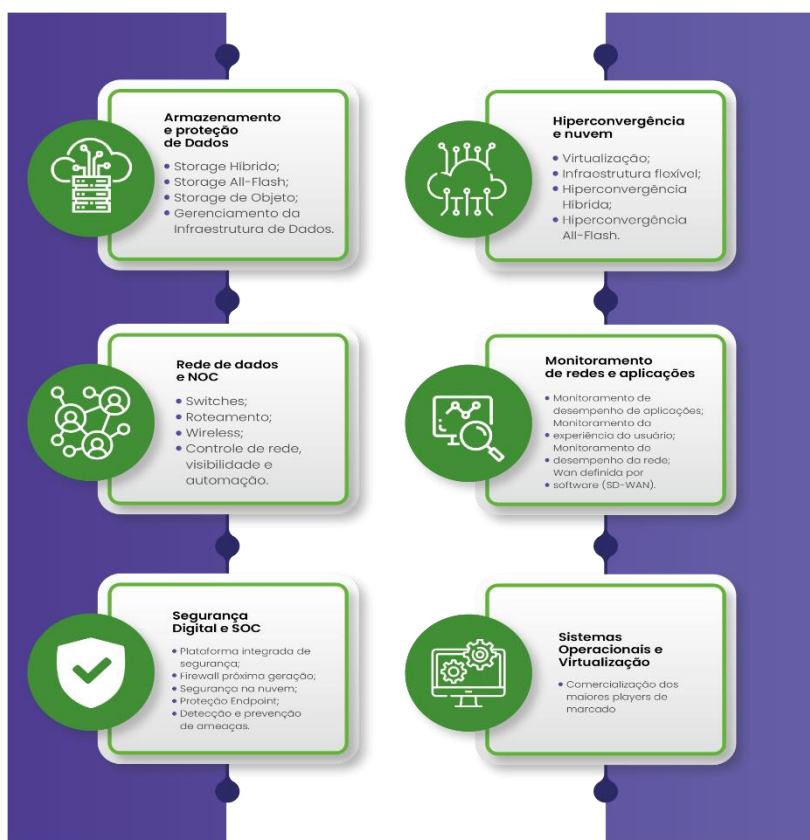 Armazenamento
e proteção
de Dados
• Storage Híbrido;
• Storage All-Flash;
• Storage de Objeto;
• Gerenciamento da
Infraestrutura de Dados.
Hiperconvergência
e nuvem
• Virtualização;
• Infraestrutura flexível;
• Hiperconvergência
Híbrida;
• Hiperconvergência
All-Flash.
Rede de dados
e NOC
• Switches;
• Roteamento;
• Wireless;
• Controle de rede,
visibilidade e
automação.
Monitoramento
de redes e aplicações
• Monitoramento de
desempenho de aplicações;
Monitoramento da
• experiência do usuário;
Monitoramento do
• desempenho da rede;
Wan definida por
• software (SD-WAN).
Segurança
Digital e SOC
• Plataforma integrada de
segurança;
• Firewall próxima geração;
• Segurança na nuvem;
• Proteção Endpoint;
• Detecção e prevenção
de ameaças.
Sistemas
Operacionais e
Virtualização
• Comercialização dos
maiores players de
marcado